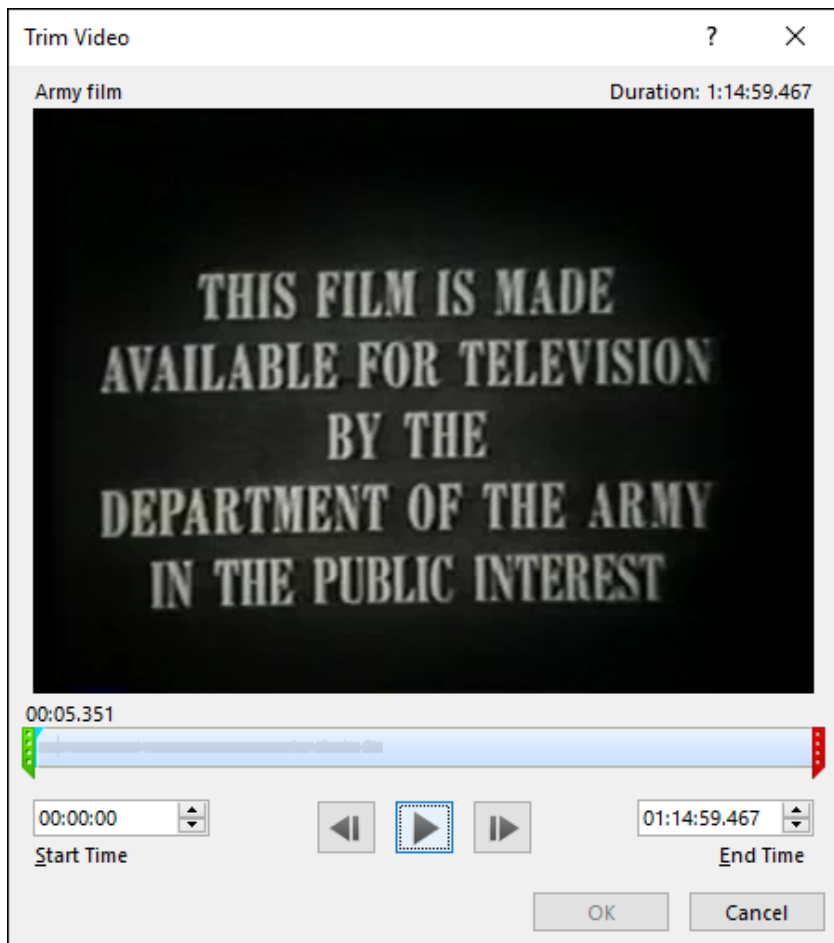 Trim Video
?
Army film
Duration: 1:14:59.467
THIS FILM IS MADE
AVAILABLE FOR TELEVISION
BY THE
DEPARTMENT OF THE ARMY
IN THE PUBLIC INTEREST
00:05.351
00:00:00
01:14:59.467
Start Time
End Time
OK
Cancel